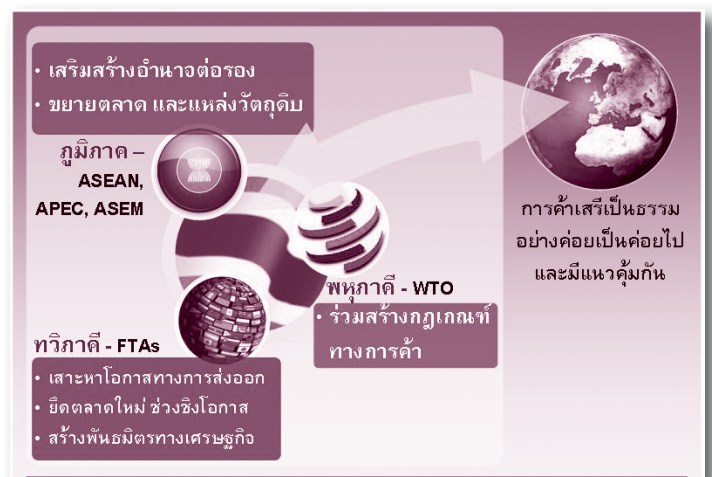 • เสริมสร้างอำนาจต่อรอง
• ขยายตลาด และแหล่งวัตถุดิบ
ภูมิภาค –
ASEAN,
APEC, ASEM
พหุภาคี - WTO
• ร่วมสร้างกฎเกณฑ์
ทางการค้า
ทวิภาคี - FTAs
• เสาะหาโอกาสทางการส่งออก
• ยึดตลาดใหม่ ช่วงชิงโอกาส
• สร้างพันธมิตรทางเศรษฐกิจ
การค้าเสรีเป็นธรรม
อย่างค่อยเป็นค่อยไป
และมีแนวคุ้มกัน